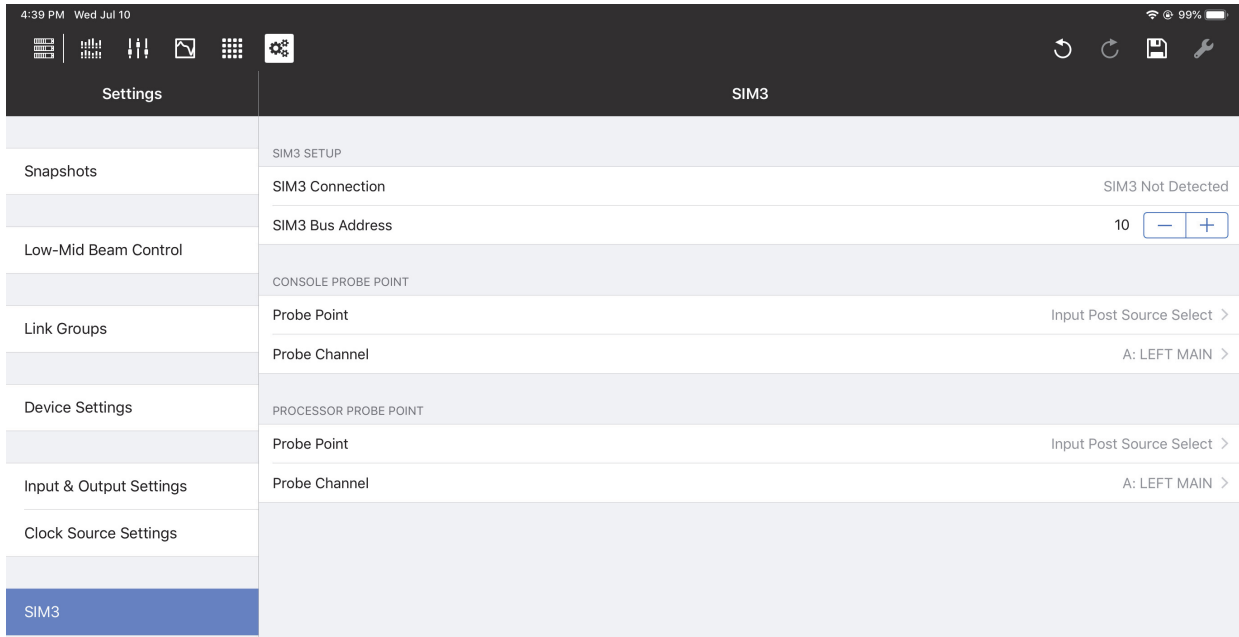 4:39 PM Wed Jul 10
99%
Settings
SIM3
Snapshots
Low-Mid Beam Control
Link Groups
Device Settings
Input & Output Settings
Clock Source Settings
SIM3
SIM3 SETUP
SIM3 Connection SIM3 Not Detected
SIM3 Bus Address 10
CONSOLE PROBE POINT
Probe Point Input Post Source Select
Probe Channel A: LEFT MAIN
PROCESSOR PROBE POINT
Probe Point Input Post Source Select
Probe Channel A: LEFT MAIN